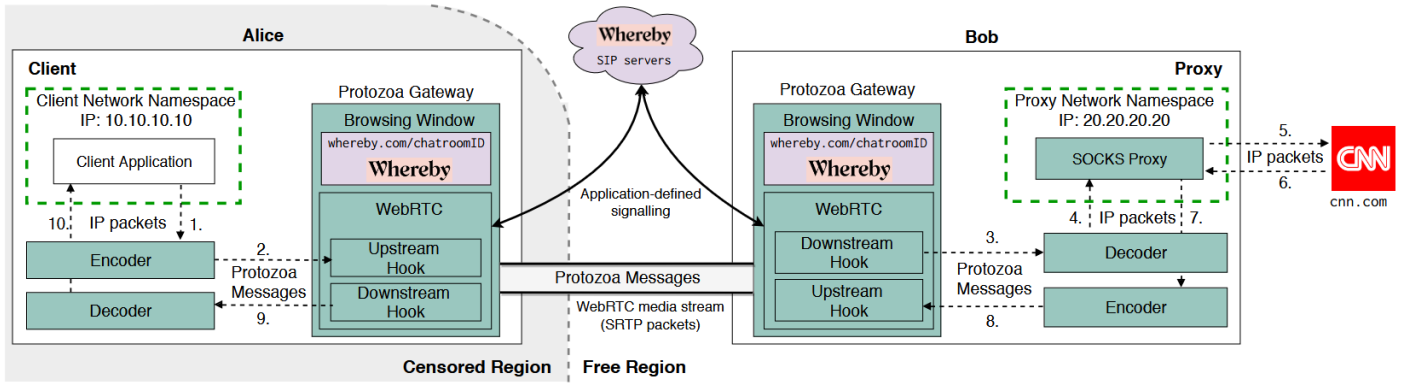 Alice
Client
Client Network Namespace
IP: 10.10.10.10
Client Application
10.
IP packets
1.
Encoder
2.
Protozoa
Messages
Decoder
9.
Protozoa Gateway
Browsing Window
whereby.com/chatroomID
Whereby
WebRTC
Upstream
Hook
Downstream
Hook
Censored Region
Whereby
SIP servers
Application-defined
signalling
Protozoa Messages
WebRTC media stream
(SRTP packets)
Free Region
Bob
Proxy
Protozoa Gateway
Browsing Window
whereby.com/chatroomID
Whereby
WebRTC
Downstream
Hook
Upstream
Hook
3.
Protozoa
Messages
8.
Proxy Network Namespace
IP: 20.20.20.20
SOCKS Proxy
4.
IP packets
7.
Decoder
Encoder
5.
IP packets
6.
CNN
cnn.com